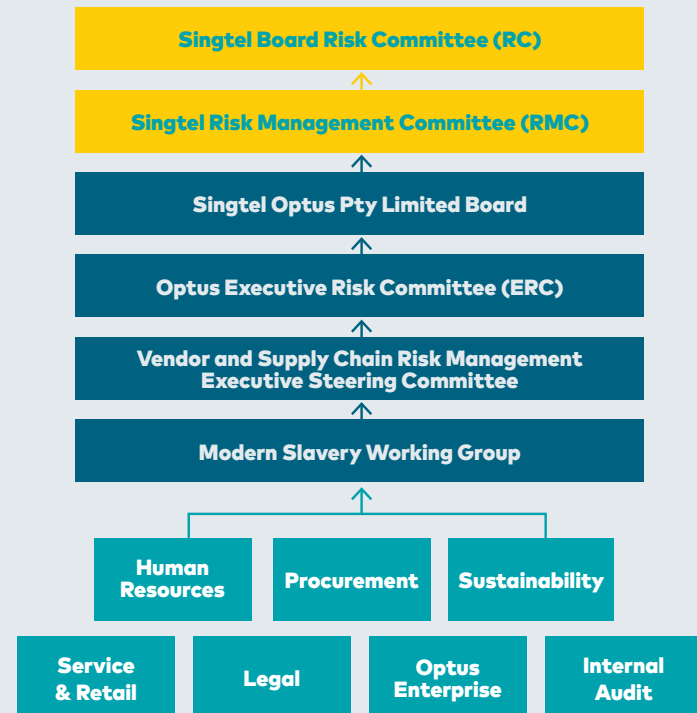 Singtel Board Risk Committee (RC)
Singtel Risk Management Committee (RMC)
Singtel Optus Pty Limited Board
Optus Executive Risk Committee (ERC)
Vendor and Supply Chain Risk Management
Executive Steering Committee
Modern Slavery Working Group
Human
Resources
Procurement
Sustainability
Service
& Retail
Legal
Optus
Enterprise
Internal
Audit